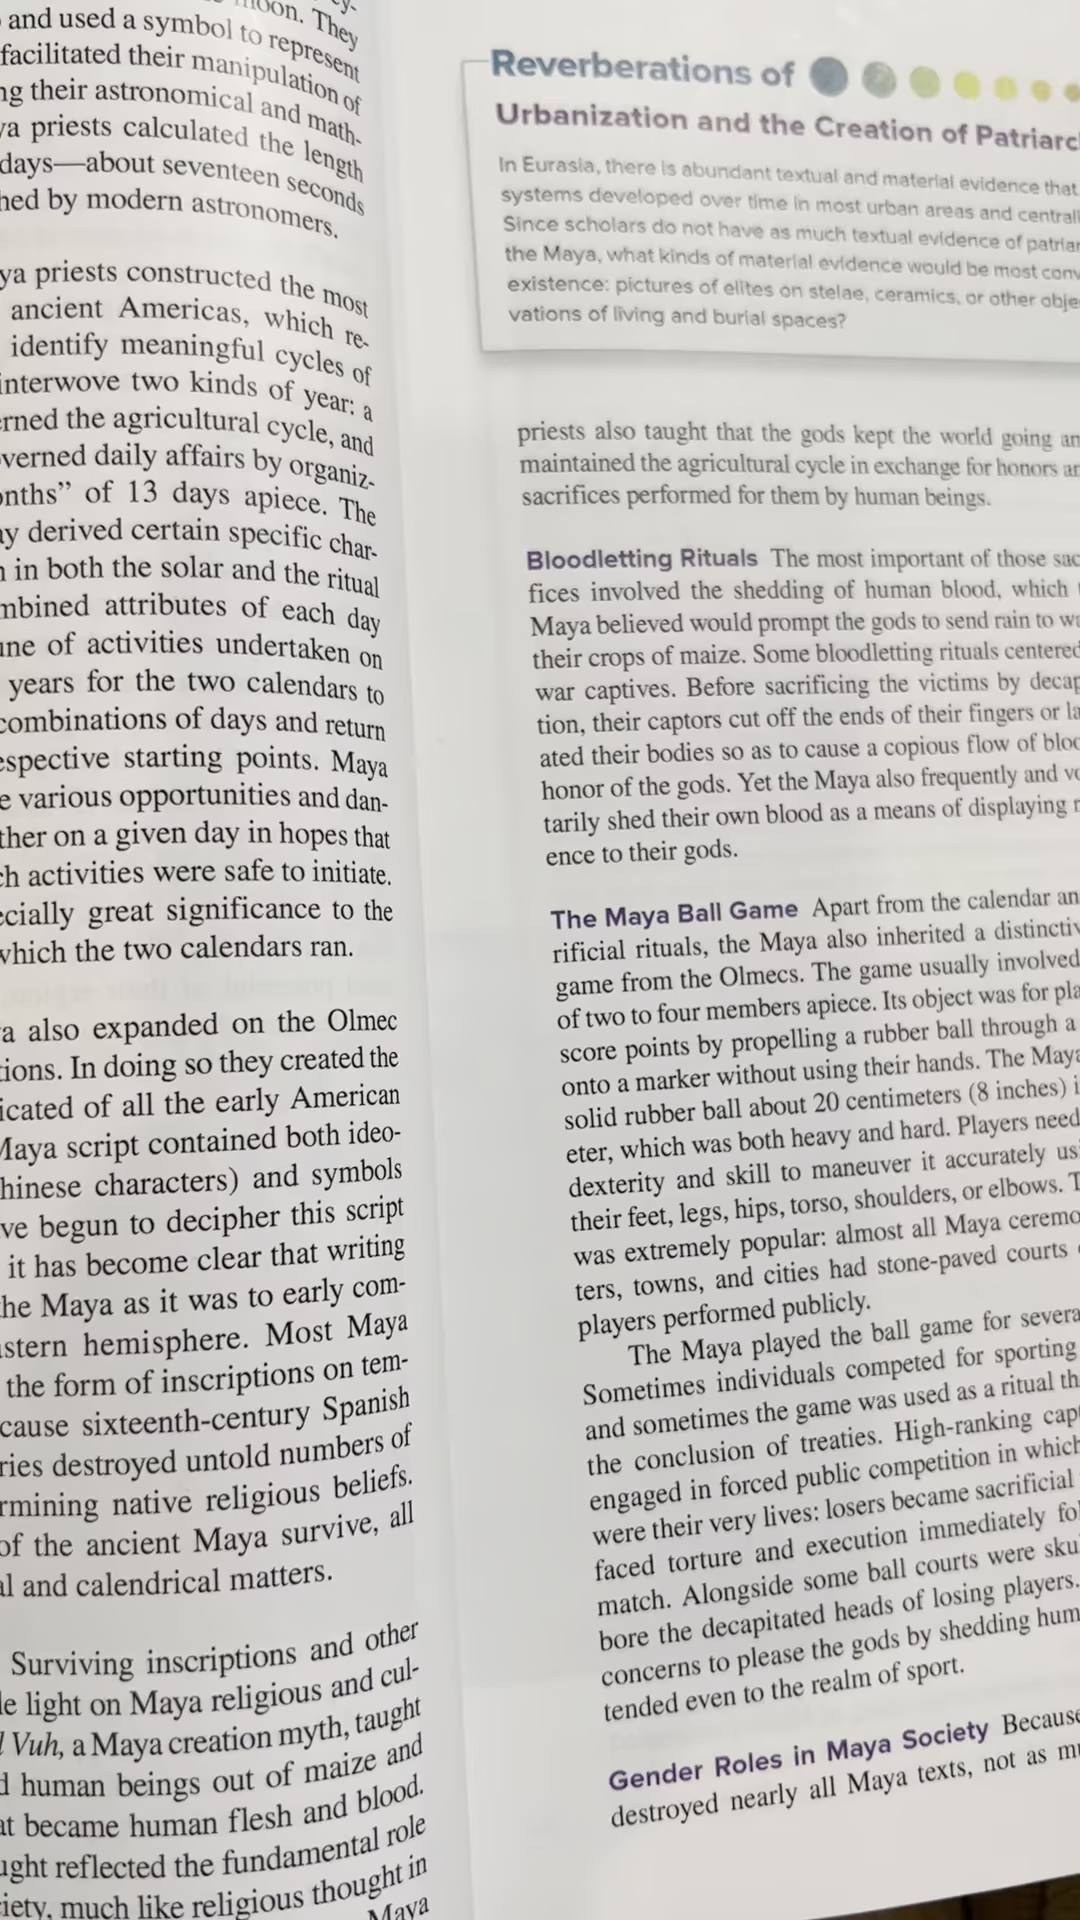 moon. They
and used a symbol to represent
facilitated their manipulation of
their astronomical and math-
priests calculated the length
days—about seventeen seconds
by modern astronomers.
priests constructed the most
ancient Americas, which re-
identify meaningful cycles of
interwove two kinds of year: a
the agricultural cycle, and
daily affairs by organiz-
of 13 days apiece. The
derived certain specific char-
in both the solar and the ritual
attributes of each day
of activities undertaken on
years for the two calendars to
combinations of days and return
starting points. Maya
various opportunities and dan-
on a given day in hopes that
activities were safe to initiate.
great significance to the
which the two calendars ran.
also expanded on the Olmec
In doing so they created the
of all the early American
Maya script contained both ideo-
characters) and symbols
begun to decipher this script
it has become clear that writing
the Maya as it was to early com-
hemisphere. Most Maya
the form of inscriptions on tem-
sixteenth-century Spanish
destroyed untold numbers of
native religious beliefs.
of the ancient Maya survive, all
and calendrical matters.
Surviving inscriptions and other
light on Maya religious and cul-
Vuh, a Maya creation myth, taught
human beings out of maize and
became human flesh and blood.
reflected the fundamental role
much like religious thought in
Maya
Reverberations of
Urbanization and the Creation of Patriarc
In Eurasia, there is abundant textual and material evidence that
systems developed over time in most urban areas and centrali
Since scholars do not have as much textual evidence of patriar
the Maya, what kinds of material evidence would be most conv
existence: pictures of elites on stelae, ceramics, or other obje
vations of living and burial spaces?
priests also taught that the gods kept the world going an
maintained the agricultural cycle in exchange for honors an
sacrifices performed for them by human beings.
Bloodletting Rituals The most important of those sac
fices involved the shedding of human blood, which
Maya believed would prompt the gods to send rain to wa
their crops of maize. Some bloodletting rituals centered
war captives. Before sacrificing the victims by decap
tion, their captors cut off the ends of their fingers or la
ated their bodies so as to cause a copious flow of bloo
honor of the gods. Yet the Maya also frequently and vo
tarily shed their own blood as a means of displaying r
ence to their gods.
The Maya Ball Game Apart from the calendar an
rificial rituals, the Maya also inherited a distinctiv
game from the Olmecs. The game usually involved
of two to four members apiece. Its object was for pla
score points by propelling a rubber ball through a
onto a marker without using their hands. The Maya
solid rubber ball about 20 centimeters (8 inches) i
eter, which was both heavy and hard. Players need
dexterity and skill to maneuver it accurately us
their feet, legs, hips, torso, shoulders, or elbows. T
was extremely popular: almost all Maya ceremo
ters, towns, and cities had stone-paved courts
players performed publicly.
The Maya played the ball game for severa
Sometimes individuals competed for sporting
and sometimes the game was used as a ritual th
the conclusion of treaties. High-ranking cap
engaged in forced public competition in which
were their very lives: losers became sacrificial
faced torture and execution immediately fo
match. Alongside some ball courts were sku
bore the decapitated heads of losing players.
concerns to please the gods by shedding hum
tended even to the realm of sport.
Gender Roles in Maya Society Because
destroyed nearly all Maya texts, not as mu